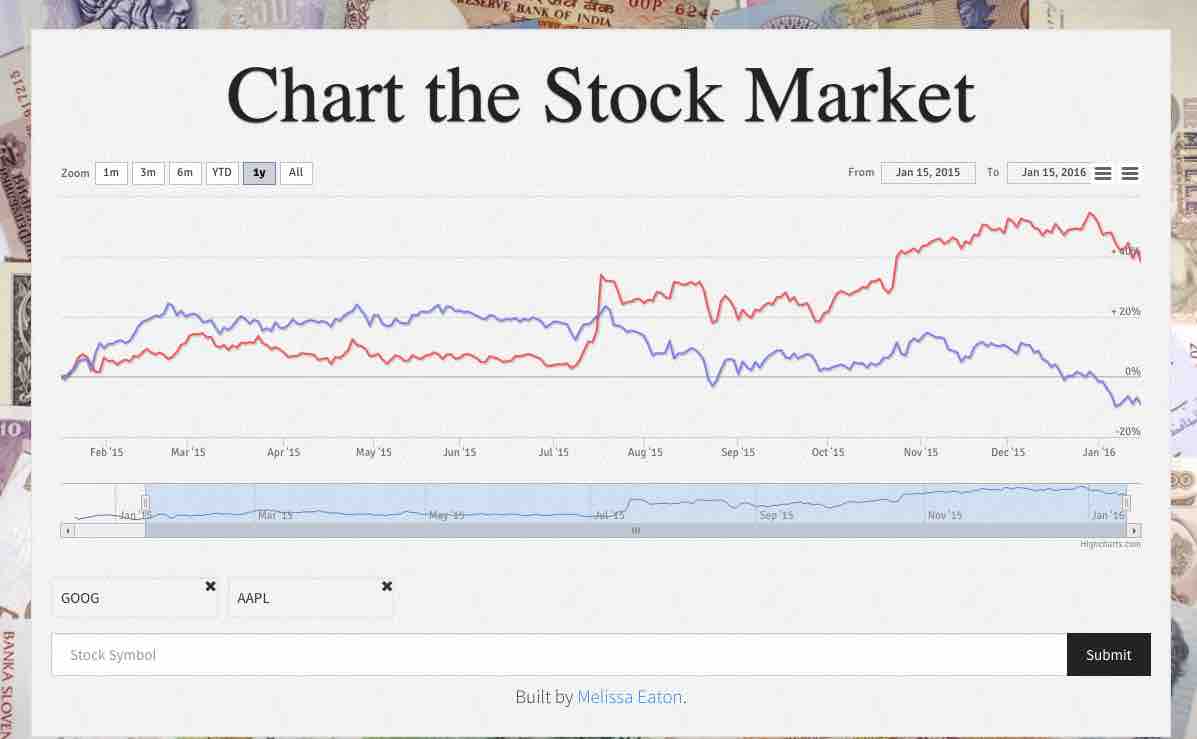 RESERVE BANK OF INDIA
Chart the Stock Market
Zoom 1m 3m 6m YTD 1y All From Jan 15, 2015 To Jan 15, 2016
+ 40%
+ 20%
0%
-20%
Feb '15 Mar '15 Apr '15 May '15 Jun '15 Jul '15 Aug '15 Sep '15 Oct '15 Nov '15 Dec '15 Jan '16
Jan '15 Mar '15 May '15 Jul '15 Sep '15 Nov '15 Jan '16
Highcharts.com
GOOG AAPL
Stock Symbol Submit
Built by Melissa Eaton.
10
BANKA SLOVEN